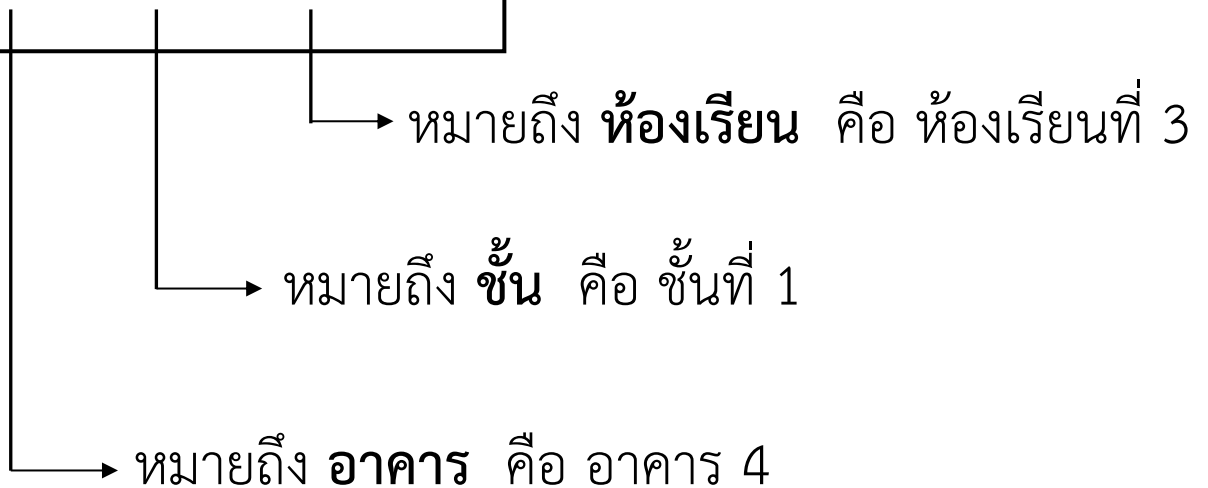 หมายถึง ห้องเรียน คือ ห้องเรียนที่ 3
หมายถึง ชั้น คือ ชั้นที่ 1
หมายถึง อาคาร คือ อาคาร 4